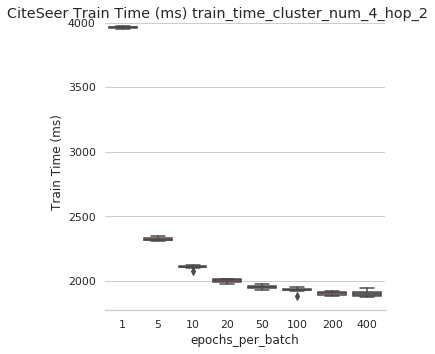 CiteSeer Train Time (ms) train_time_cluster_num_4_hop_2
4000
3500
3000
2500
2000
Train Time (ms)
1 5 10 20 50 100 200 400
epochs_per_batch